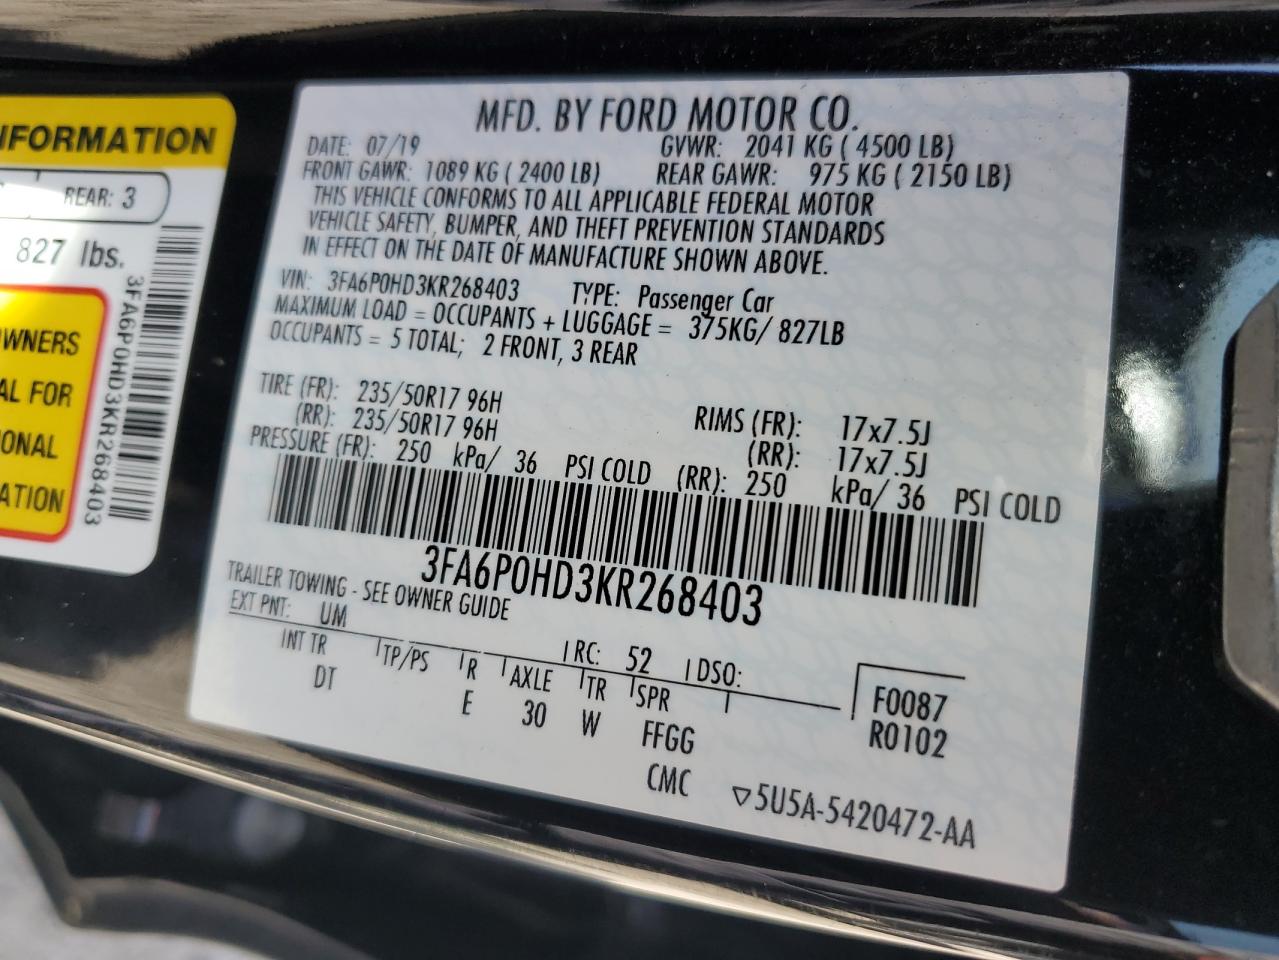 NFORMATION
REAR: 3
827 lbs.
3FA6P0HD3KR268403
WNERS
AL FOR
IONAL
ATION
MFD. BY FORD MOTOR CO.
DATE: 07/19 GVWR: 2041 KG ( 4500 LB)
FRONT GAWR: 1089 KG ( 2400 LB) REAR GAWR: 975 KG ( 2150 LB)
THIS VEHICLE CONFORMS TO ALL APPLICABLE FEDERAL MOTOR
VEHICLE SAFETY, BUMPER, AND THEFT PREVENTION STANDARDS
IN EFFECT ON THE DATE OF MANUFACTURE SHOWN ABOVE.
VIN: 3FA6P0HD3KR268403 TYPE: Passenger Car
MAXIMUM LOAD = OCCUPANTS + LUGGAGE = 375KG/ 827LB
OCCUPANTS = 5 TOTAL; 2 FRONT, 3 REAR
TIRE (FR): 235/50R17 96H RIMS (FR): 17x7.5J
(RR): 235/50R17 96H (RR): 17x7.5J
PRESSURE (FR): 250 kPa/ 36 PSI COLD (RR): 250 kPa/ 36 PSI COLD
3FA6P0HD3KR268403
TRAILER TOWING - SEE OWNER GUIDE
EXT PNT: UM RC: 52 DSO:
INT TR TP/PS R AXLE TR SPR F0087
DT E 30 W FFGG R0102
CMC
5U5A-5420472-AA